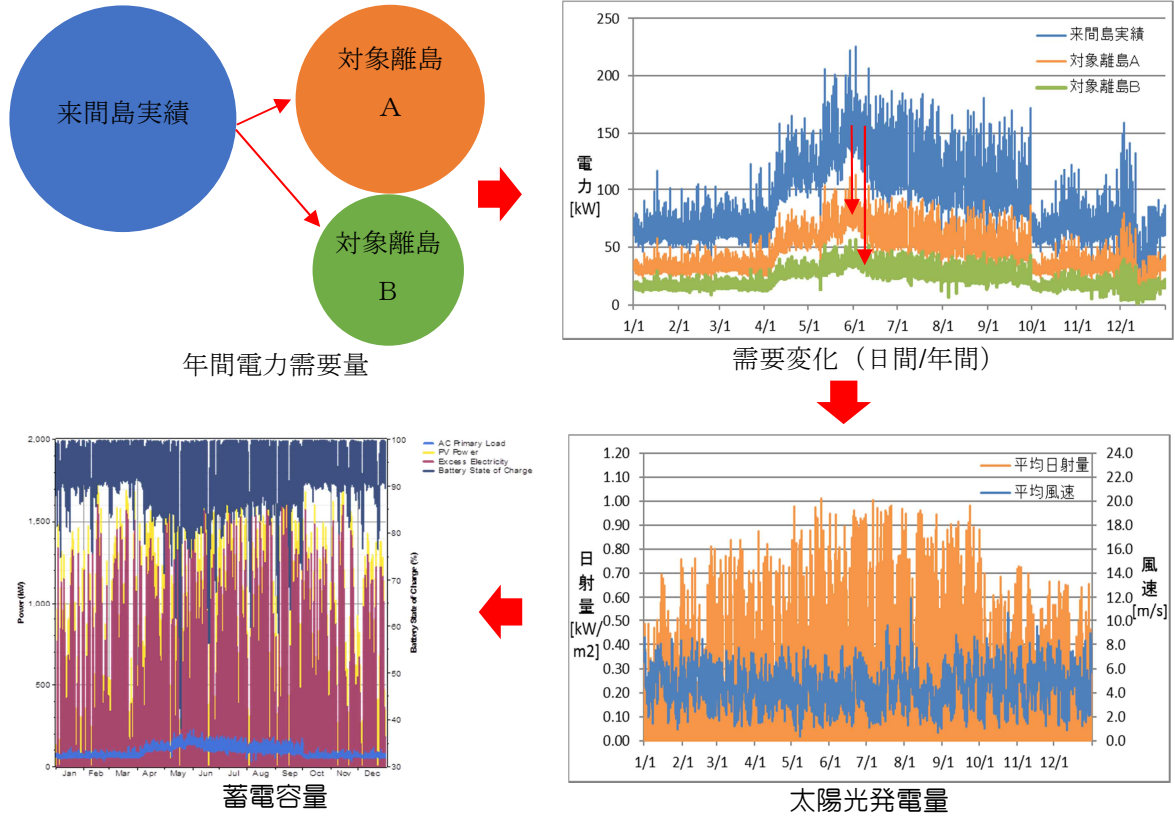 来間島実績
対象離島
A
対象離島
B
年間電力需要量
250
200
150
100
50
0
電力
[kW]
来間島実績
対象離島A
対象離島B
1/1 2/1 3/1 4/1 5/1 6/1 7/1 8/1 9/1 10/1 11/1 12/1
需要変化（日間/年間）
1.20
1.10
1.00
0.90
0.80
0.70
0.60
0.50
0.40
0.30
0.20
0.10
0.00
日射量
[kW/
m2]
平均日射量
平均風速
24.0
22.0
20.0
18.0
16.0
14.0
12.0
10.0
8.0
6.0
4.0
2.0
0.0
風速
[m/s]
1/1 2/1 3/1 4/1 5/1 6/1 7/1 8/1 9/1 10/1 11/1 12/1
太陽光発電量
2,000
1,500
1,000
500
0
Power (kW)
100
90
80
70
60
50
40
30
Battery State of Charge (%)
AC Primary Load
PV Power
Excess Electricity
Battery State of Charge
Jan Feb Mar Apr May Jun Jul Aug Sep Oct Nov Dec
蓄電容量